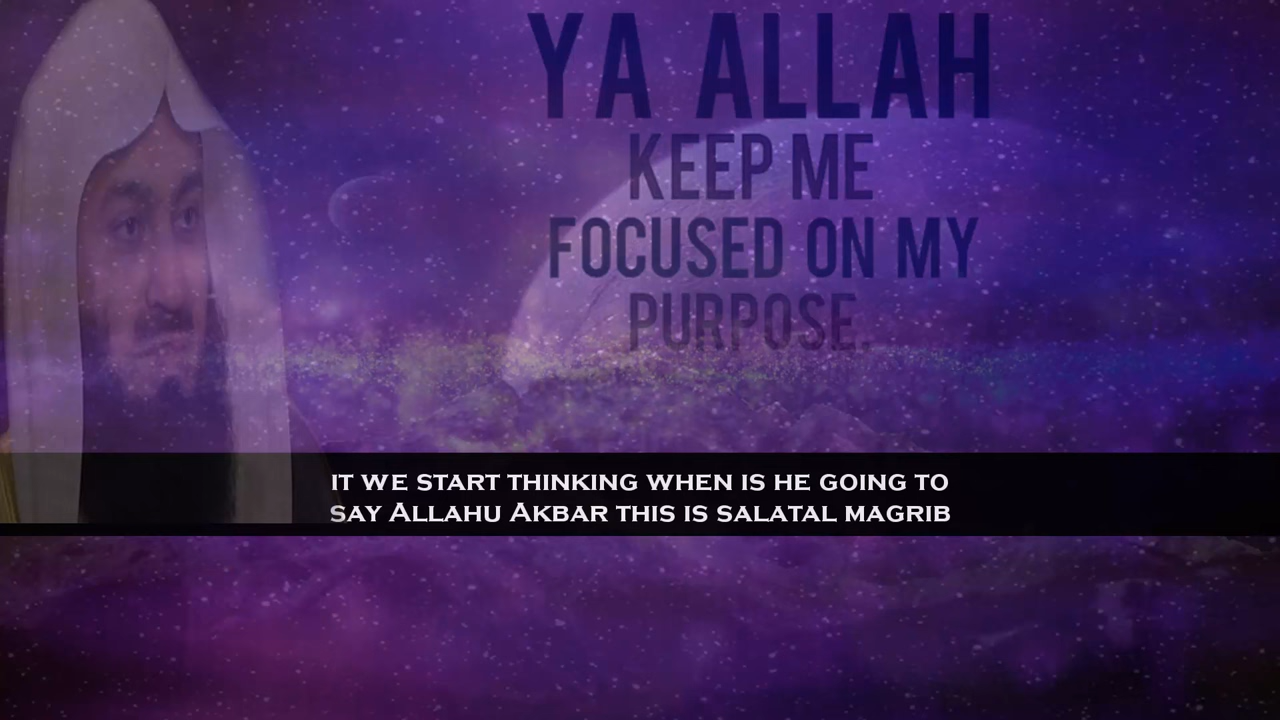 YA ALLAH
KEEP ME
FOCUSED ON MY
PURPOSE.
IT WE START THINKING WHEN IS HE GOING TO
SAY ALLAHU AKBAR THIS IS SALATAL MAGRIB